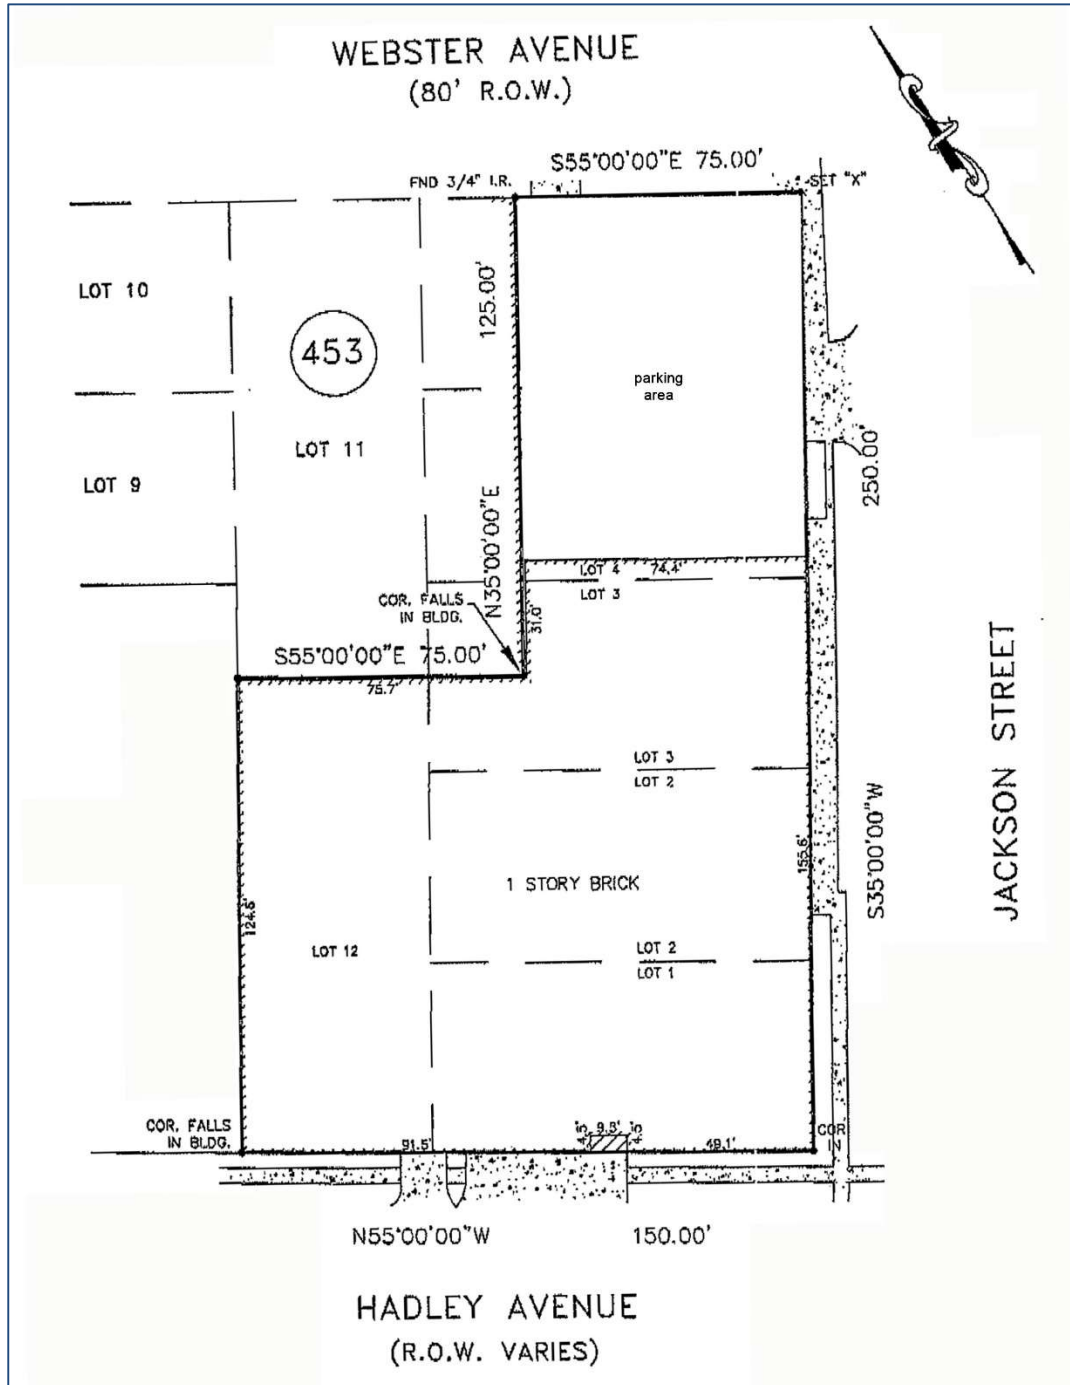 WEBSTER AVENUE
(80' R.O.W.)
S55°00'00"E 75.00'
FND 3/4" I.R.
SET "X"
LOT 10
453
125.00'
parking
area
LOT 11
LOT 9
250.00
N35°00'00"E
LOT 4 74.4'
LOT 3
COR. FALLS
IN BLDG.
31.0'
S55°00'00"E 75.00'
75.7'
JACKSON STREET
LOT 3
LOT 2
S35°00'00"W
155.6'
1 STORY BRICK
124.6'
LOT 12
LOT 2
LOT 1
COR. FALLS
IN BLDG.
91.5'
4.5'
9.8'
4.5'
49.1'
COR
IN
N55°00'00"W 150.00'
HADLEY AVENUE
(R.O.W. VARIES)